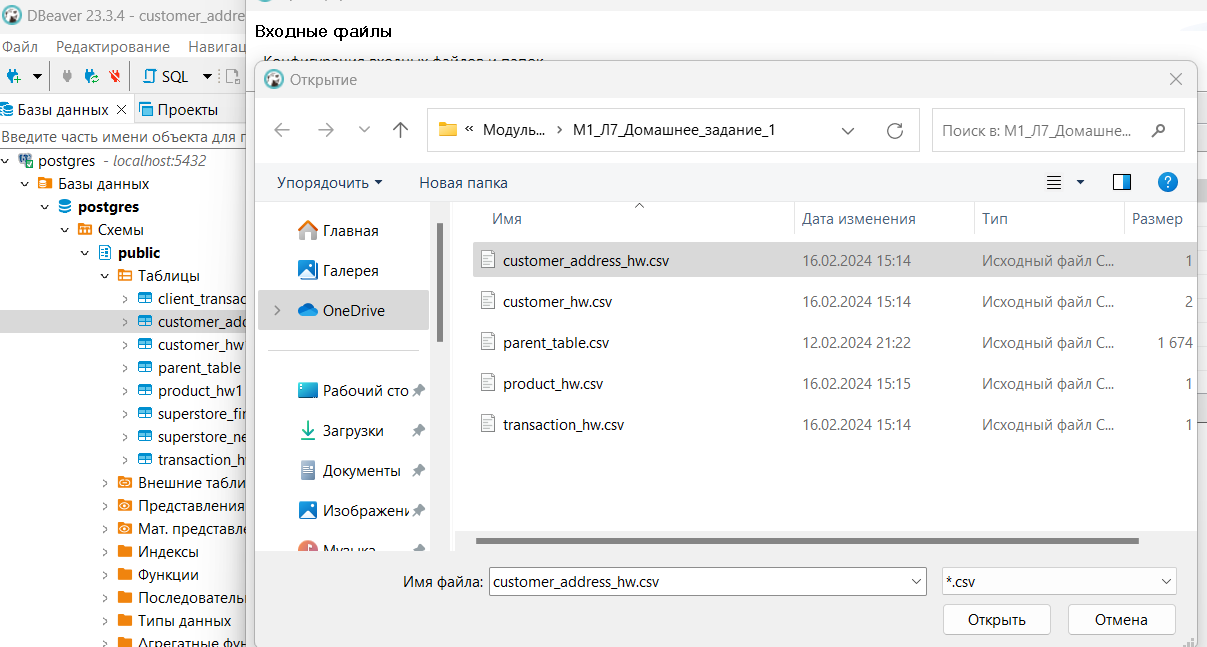 DBeaver 23.3.4 - customer_addre
Файл Редактирование Навигац
SQL
Базы данных Проекты
Введите часть имени объекта для г
postgres - localhost:5432
Базы данных
postgres
Схемы
public
Таблицы
client_transac
customer_add
customer_hw
parent_table
product_hw1
superstore_fir
superstore_ne
transaction_h
Внешние табли
Представления
Мат. представле
Индексы
Функции
Последователь
Типы данных
Агрегатные фун
Входные файлы
Конфигурация входных файлов и папок
Открытие
« Модуль... › М1_Л7_Домашнее_задание_1
Поиск в: М1_Л7_Домашне...
Упорядочить Новая папка
Главная
Галерея
OneDrive
Рабочий сто
Загрузки
Документы
Изображени
Музыка
Имя Дата изменения Тип Размер
customer_address_hw.csv 16.02.2024 15:14 Исходный файл C... 1
customer_hw.csv 16.02.2024 15:14 Исходный файл C... 2
parent_table.csv 12.02.2024 21:22 Исходный файл C... 1 674
product_hw.csv 16.02.2024 15:15 Исходный файл C... 1
transaction_hw.csv 16.02.2024 15:14 Исходный файл C... 1
Имя файла: customer_address_hw.csv *.csv
Открыть Отмена